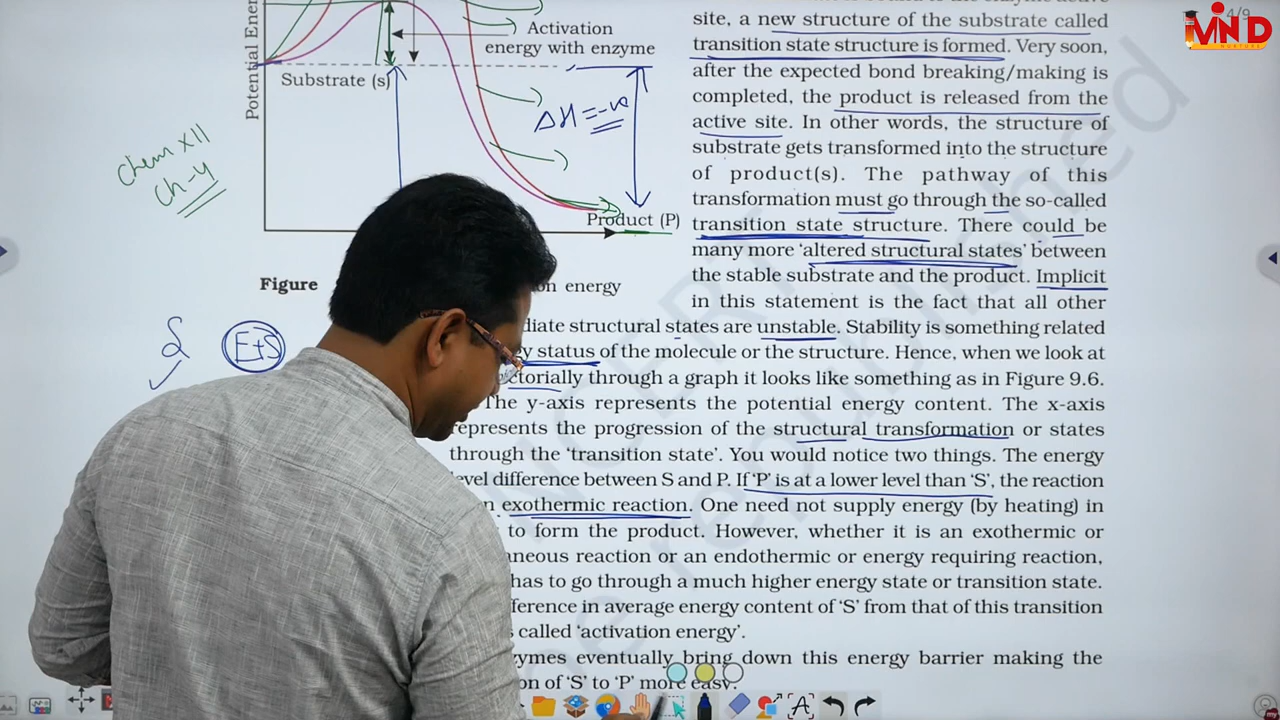 Potential Ener
Activation
energy with enzyme
Substrate (s)
ΔH = -ve
Chem XII
Ch-4
Product (P)
Figure
on energy
E+S
site, a new structure of the substrate called
transition state structure is formed. Very soon,
after the expected bond breaking/making is
completed, the product is released from the
active site. In other words, the structure of
substrate gets transformed into the structure
of product(s). The pathway of this
transformation must go through the so-called
transition state structure. There could be
many more ‘altered structural states’ between
the stable substrate and the product. Implicit
in this statement is the fact that all other
diate structural states are unstable. Stability is something related
gy status of the molecule or the structure. Hence, when we look at
ctorially through a graph it looks like something as in Figure 9.6.
The y-axis represents the potential energy content. The x-axis
represents the progression of the structural transformation or states
through the ‘transition state’. You would notice two things. The energy
level difference between S and P. If ‘P’ is at a lower level than ‘S’, the reaction
n exothermic reaction. One need not supply energy (by heating) in
to form the product. However, whether it is an exothermic or
aneous reaction or an endothermic or energy requiring reaction,
has to go through a much higher energy state or transition state.
ference in average energy content of ‘S’ from that of this transition
s called ‘activation energy’.
ymes eventually bring down this energy barrier making the
on of ‘S’ to ‘P’ more easy.
4/9
MIND
NURTURE